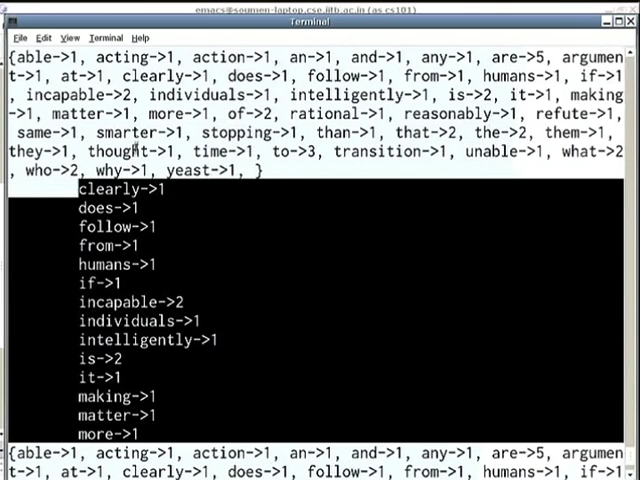 emacs@soumen-laptop.cse.iitb.ac.in (as cs101)
Terminal
File Edit View Terminal Help
{able->1, acting->1, action->1, an->1, and->1, any->1, are->5, argumen
t->1, at->1, clearly->1, does->1, follow->1, from->1, humans->1, if->1
, incapable->2, individuals->1, intelligently->1, is->2, it->1, making
->1, matter->1, more->1, of->2, rational->1, reasonably->1, refute->1,
same->1, smarter->1, stopping->1, than->1, that->2, the->2, them->1,
they->1, thought->1, time->1, to->3, transition->1, unable->1, what->2
, who->2, why->1, yeast->1, }
clearly->1
does->1
follow->1
from->1
humans->1
if->1
incapable->2
individuals->1
intelligently->1
is->2
it->1
making->1
matter->1
more->1
{able->1, acting->1, action->1, an->1, and->1, any->1, are->5, argumen
t->1, at->1, clearly->1, does->1, follow->1, from->1, humans->1, if->1